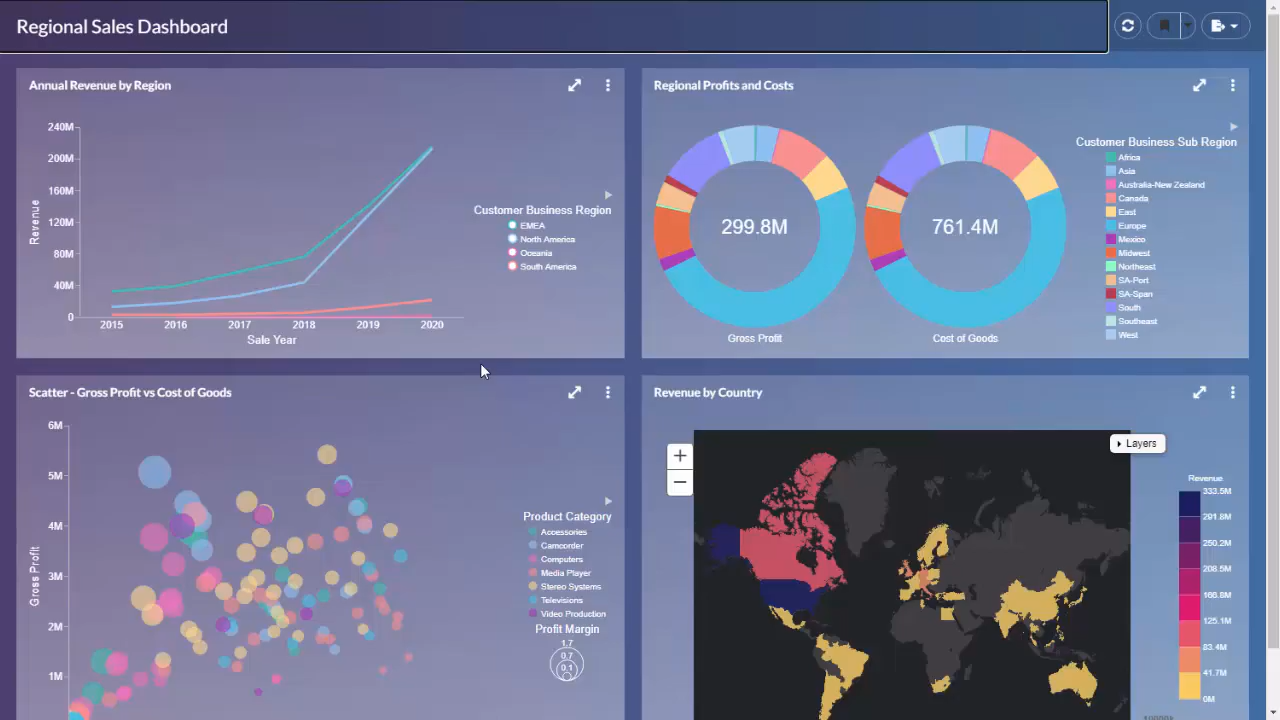 Regional Sales Dashboard
Annual Revenue by Region
240M
200M
160M
120M
80M
40M
0
Revenue
2015 2016 2017 2018 2019 2020
Sale Year
Customer Business Region
EMEA
North America
Oceania
South America
Regional Profits and Costs
299.8M
Gross Profit
761.4M
Cost of Goods
Customer Business Sub Region
Africa
Asia
Australia-New Zealand
Canada
East
Europe
Mexico
Midwest
Northeast
SA-Port
SA-Span
South
Southeast
West
Scatter - Gross Profit vs Cost of Goods
6M
5M
4M
3M
2M
1M
Gross Profit
Product Category
Accessories
Camcorder
Computers
Media Player
Stereo Systems
Televisions
Video Production
Profit Margin
1.7
0.7
0.1
Revenue by Country
+
−
Layers
Revenue
333.5M
291.8M
250.2M
208.5M
166.8M
125.1M
83.4M
41.7M
0M